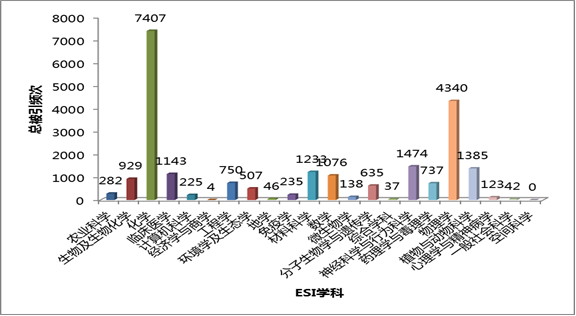 8000
7000
6000
5000
4000
3000
2000
1000
0
总被引频次
282
929
7407
1143
225
4
750
507
46
235
1233
1076
138
635
37
1474
737
4340
1385
123
42
0
农业科学
生物及生物化学
化学
临床医学
计算机科学
经济学与商学
工程学
环境学及生态学
地学
免疫学
材料科学
数学
微生物学
分子生物学与遗传学
综合学科
神经科学与行为科学
药理学与毒理学
物理学
植物与动物科学
心理学与精神病学
一般社会科学
空间科学
ESI学科